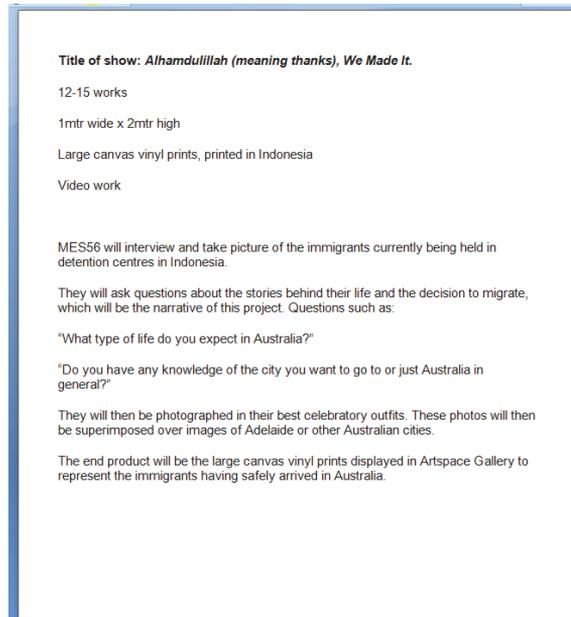 Title of show: Alhamdulillah (meaning thanks), We Made It.
12-15 works
1mtr wide x 2mtr high
Large canvas vinyl prints, printed in Indonesia
Video work
MES56 will interview and take picture of the immigrants currently being held in
detention centres in Indonesia.
They will ask questions about the stories behind their life and the decision to migrate,
which will be the narrative of this project. Questions such as:
“What type of life do you expect in Australia?”
“Do you have any knowledge of the city you want to go to or just Australia in
general?”
They will then be photographed in their best celebratory outfits. These photos will then
be superimposed over images of Adelaide or other Australian cities.
The end product will be the large canvas vinyl prints displayed in Artspace Gallery to
represent the immigrants having safely arrived in Australia.